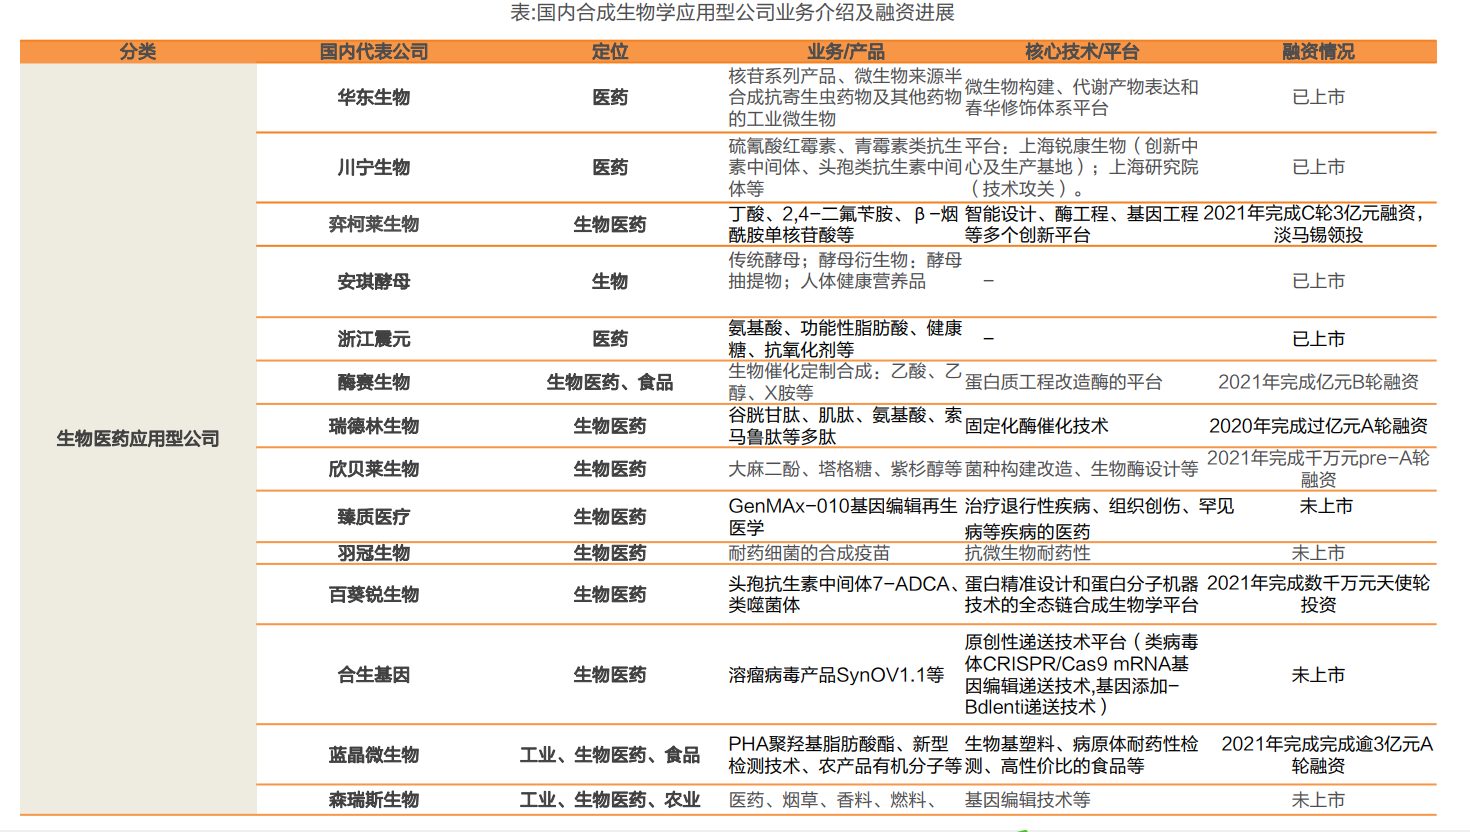 表:国内合成生物学应用型公司业务介绍及融资进展
分类 国内代表公司 定位 业务/产品 核心技术/平台 融资情况
生物医药应用型公司
华东生物 医药 核苷系列产品、微生物来源半
合成抗寄生虫药物及其他药物
的工业微生物 微生物构建、代谢产物表达和
春华修饰体系平台 已上市
川宁生物 医药 硫氰酸红霉素、青霉素类抗生
素中间体、头孢类抗生素中间
体等 平台：上海锐康生物（创新中
心及生产基地）；上海研究院
（技术攻关）。 已上市
弈柯莱生物 生物医药 丁酸、2,4-二氟苄胺、β-烟
酰胺单核苷酸等 智能设计、酶工程、基因工程
等多个创新平台 2021年完成C轮3亿元融资，
淡马锡领投
安琪酵母 生物 传统酵母；酵母衍生物：酵母
抽提物；人体健康营养品 - 已上市
浙江震元 医药 氨基酸、功能性脂肪酸、健康
糖、抗氧化剂等 - 已上市
酶赛生物 生物医药、食品 生物催化定制合成：乙酸、乙
醇、X胺等 蛋白质工程改造酶的平台 2021年完成亿元B轮融资
瑞德林生物 生物医药 谷胱甘肽、肌肽、氨基酸、索
马鲁肽等多肽 固定化酶催化技术 2020年完成过亿元A轮融资
欣贝莱生物 生物医药 大麻二酚、塔格糖、紫杉醇等 菌种构建改造、生物酶设计等 2021年完成千万元pre-A轮
融资
臻质医疗 生物医药 GenMAx-010基因编辑再生
医学 治疗退行性疾病、组织创伤、罕见
病等疾病的医药 未上市
羽冠生物 生物医药 耐药细菌的合成疫苗 抗微生物耐药性 未上市
百葵锐生物 生物医药 头孢抗生素中间体7-ADCA、
类噬菌体 蛋白精准设计和蛋白分子机器
技术的全态链合成生物学平台 2021年完成数千万元天使轮
投资
合生基因 生物医药 溶瘤病毒产品SynOV1.1等 原创性递送技术平台（类病毒
体CRISPR/Cas9 mRNA基
因编辑递送技术,基因添加-
Bdlenti递送技术） 未上市
蓝晶微生物 工业、生物医药、食品 PHA聚羟基脂肪酸酯、新型
检测技术、农产品有机分子等 生物基塑料、病原体耐药性检
测、高性价比的食品等 2021年完成完成逾3亿元A
轮融资
森瑞斯生物 工业、生物医药、农业 医药、烟草、香料、燃料、 基因编辑技术等 未上市